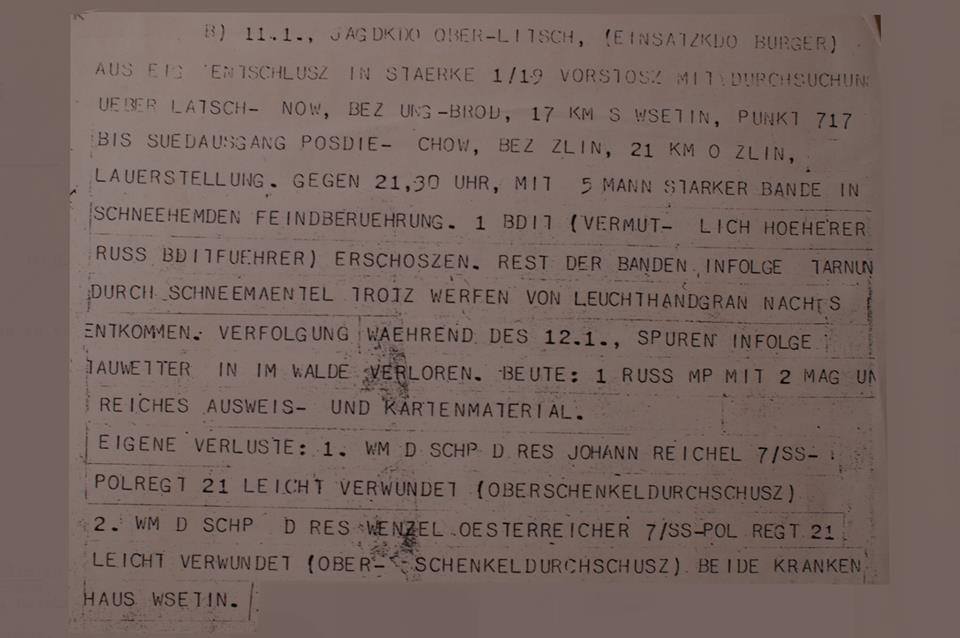 B) 11.1., JAGDKDO OBER-LITSCH, (EINSATZKDO BURGER)
AUS EIG ENTSCHLUSZ IN STAERKE 1/19 VORSTOSZ MIT DURCHSUCHUN
UEBER LATSCH- NOW, BEZ UNG-BROD, 17 KM S WSETIN, PUNKT 717
BIS SUEDAUSGANG POSDIE- CHOW, BEZ ZLIN, 21 KM O ZLIN,
LAUERSTELLUNG. GEGEN 21,30 UHR, MIT 5 MANN STARKER BANDE IN
SCHNEEHEMDEN FEINDBERUEHRUNG. 1 BDIT (VERMUT- LICH HOEHERER
RUSS BDITFUEHRER) ERSCHOSZEN. REST DER BANDEN INFOLGE TARNUN
DURCH SCHNEEMAENTEL TROTZ WERFEN VON LEUCHTHANDGRAN NACHTS
ENTKOMMEN. VERFOLGUNG WAEHREND DES 12.1., SPUREN INFOLGE
TAUWETTER IN IM WALDE VERLOREN. BEUTE: 1 RUSS MP MIT 2 MAG UN
REICHES AUSWEIS- UND KARTENMATERIAL.
EIGENE VERLUSTE: 1. WM D SCHP D RES JOHANN REICHEL 7/SS-
POLREGT 21 LEICHT VERWUNDET (OBERSCHENKELDURCHSCHUSZ)
2. WM D SCHP D RES WENZEL OESTERREICHER 7/SS-POL REGT 21
LEICHT VERWUNDET (OBER- SCHENKELDURCHSCHUSZ) BEIDE KRANKEN
HAUS WSETIN.